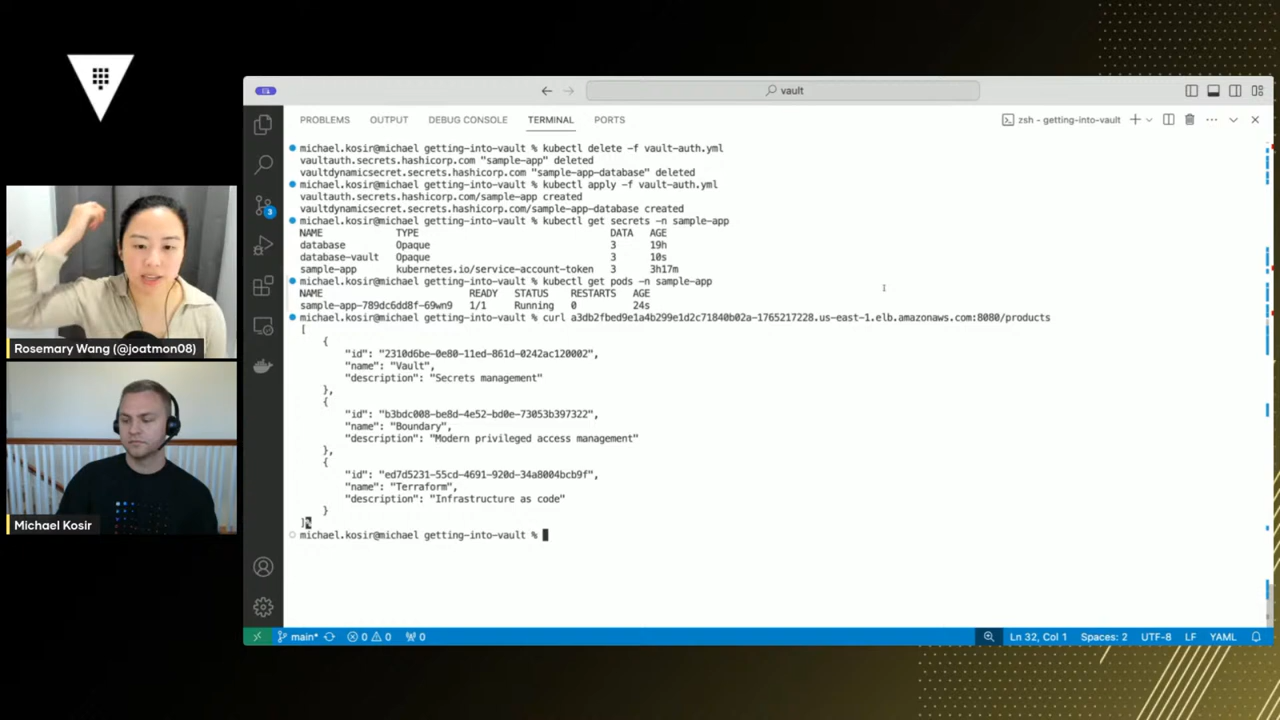 vault
PROBLEMS OUTPUT DEBUG CONSOLE TERMINAL PORTS
zsh - getting-into-vault
michael.kosir@michael getting-into-vault % kubectl delete -f vault-auth.yml
vaultauth.secrets.hashicorp.com "sample-app" deleted
vaultdynamicsecret.secrets.hashicorp.com "sample-app-database" deleted
michael.kosir@michael getting-into-vault % kubectl apply -f vault-auth.yml
vaultauth.secrets.hashicorp.com/sample-app created
vaultdynamicsecret.secrets.hashicorp.com/sample-app-database created
michael.kosir@michael getting-into-vault % kubectl get secrets -n sample-app
NAME TYPE DATA AGE
database Opaque 3 19h
database-vault Opaque 3 10s
sample-app kubernetes.io/service-account-token 3 3h17m
michael.kosir@michael getting-into-vault % kubectl get pods -n sample-app
NAME READY STATUS RESTARTS AGE
sample-app-789dc6dd8f-69wn9 1/1 Running 0 24s
michael.kosir@michael getting-into-vault % curl a3db2fbed9e1a4b299e1d2c71840b02a-1765217228.us-east-1.elb.amazonaws.com:8080/products
[
{
"id": "2310d6be-0e80-11ed-861d-0242ac120002",
"name": "Vault",
"description": "Secrets management"
},
{
"id": "b3bdc008-be8d-4e52-bd0e-73053b397322",
"name": "Boundary",
"description": "Modern privileged access management"
},
{
"id": "ed7d5231-55cd-4691-920d-34a8004bcb9f",
"name": "Terraform",
"description": "Infrastructure as code"
}
]%
michael.kosir@michael getting-into-vault %
3
Rosemary Wang (@joatmon08)
Michael Kosir
main* 0 0 0
Ln 32, Col 1 Spaces: 2 UTF-8 LF YAML